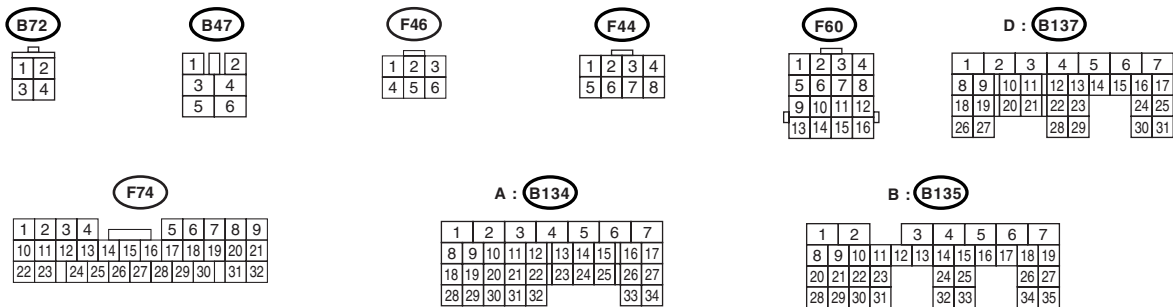 B72 B47 F46 F44 F60 D : B137
1 2
3 4
1 2
3 4
5 6
1 2 3
4 5 6
1 2 3 4
5 6 7 8
1 2 3 4
5 6 7 8
9 10 11 12
13 14 15 16
1 2 3 4 5 6 7
8 9 10 11 12 13 14 15 16 17
18 19 20 21 22 23 24 25
26 27 28 29 30 31
F74 A : B134 B : B135
1 2 3 4 5 6 7 8 9
10 11 12 13 14 15 16 17 18 19 20 21
22 23 24 25 26 27 28 29 30 31 32
1 2 3 4 5 6 7
8 9 10 11 12 13 14 15 16 17
18 19 20 21 22 23 24 25 26 27
28 29 30 31 32 33 34
1 2 3 4 5 6 7
8 9 10 11 12 13 14 15 16 17 18 19
20 21 22 23 24 25 26 27
28 29 30 31 32 33 34 35